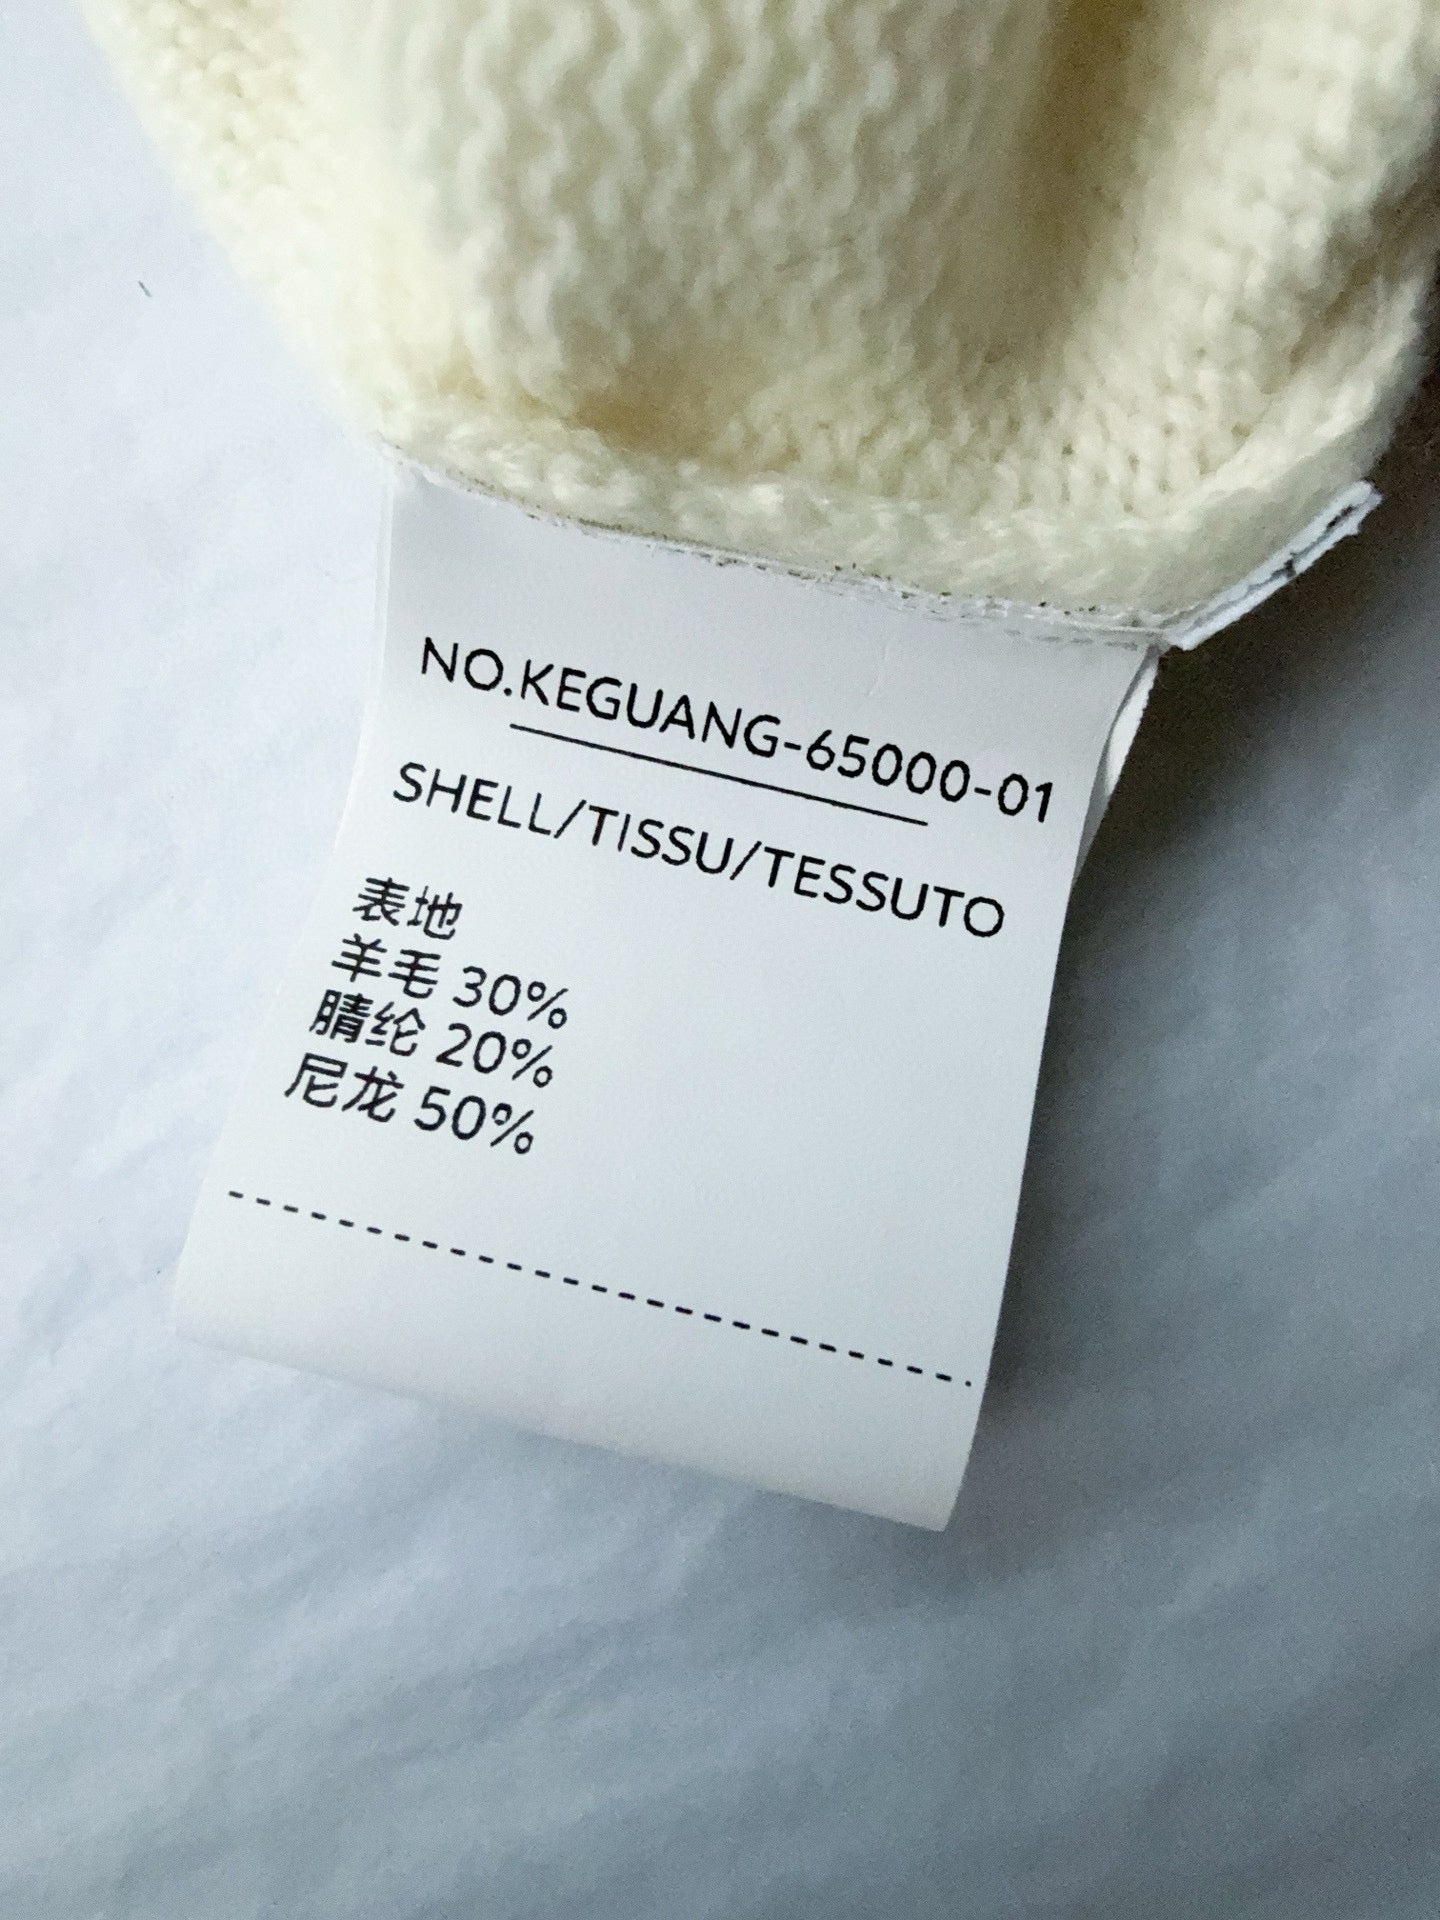 NO.KEGUANG-65000-01
SHELL/TISSU/TESSUTO
表地
羊毛 30%
腈纶 20%
尼龙 50%